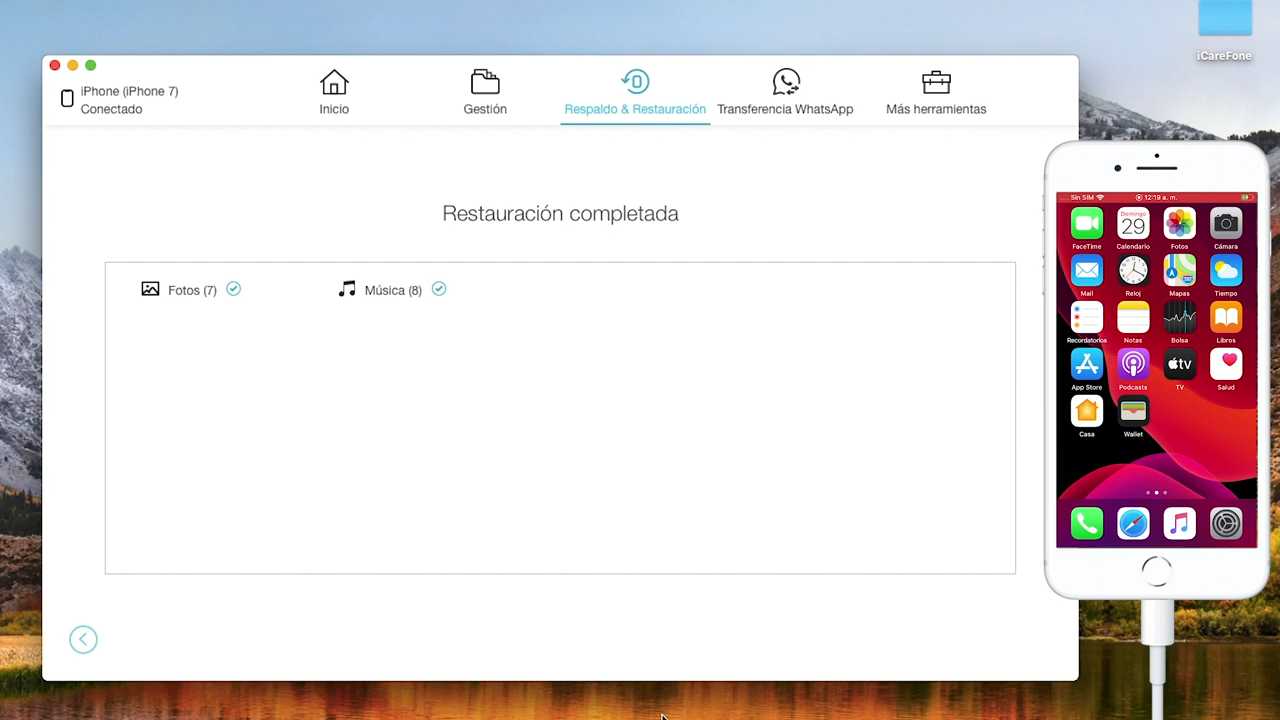 iCareFone
iPhone (iPhone 7)
Conectado
Inicio
Gestión
Respaldo & Restauración
Transferencia WhatsApp
Más herramientas
Restauración completada
Fotos (7)
Música (8)
Sin SIM 12:19 a. m.
FaceTime
Domingo
29
Calendario
Fotos
Cámara
Mail
Reloj
Mapas
Tiempo
Recordatorios
Notas
Bolsa
Libros
App Store
Podcasts
tv
TV
Salud
Casa
Wallet